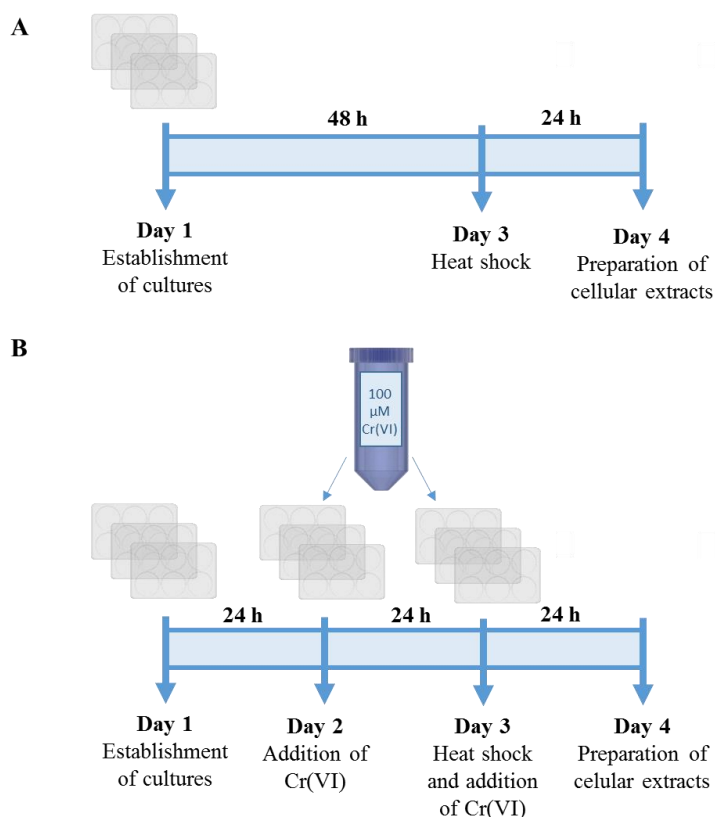 A
48 h
24 h
Day 1
Establishment
of cultures
Day 3
Heat shock
Day 4
Preparation of
cellular extracts
B
100
µM
Cr(VI)
24 h
24 h
24 h
Day 1
Establishment
of cultures
Day 2
Addition of
Cr(VI)
Day 3
Heat shock
and addition
of Cr(VI)
Day 4
Preparation of
cellular extracts